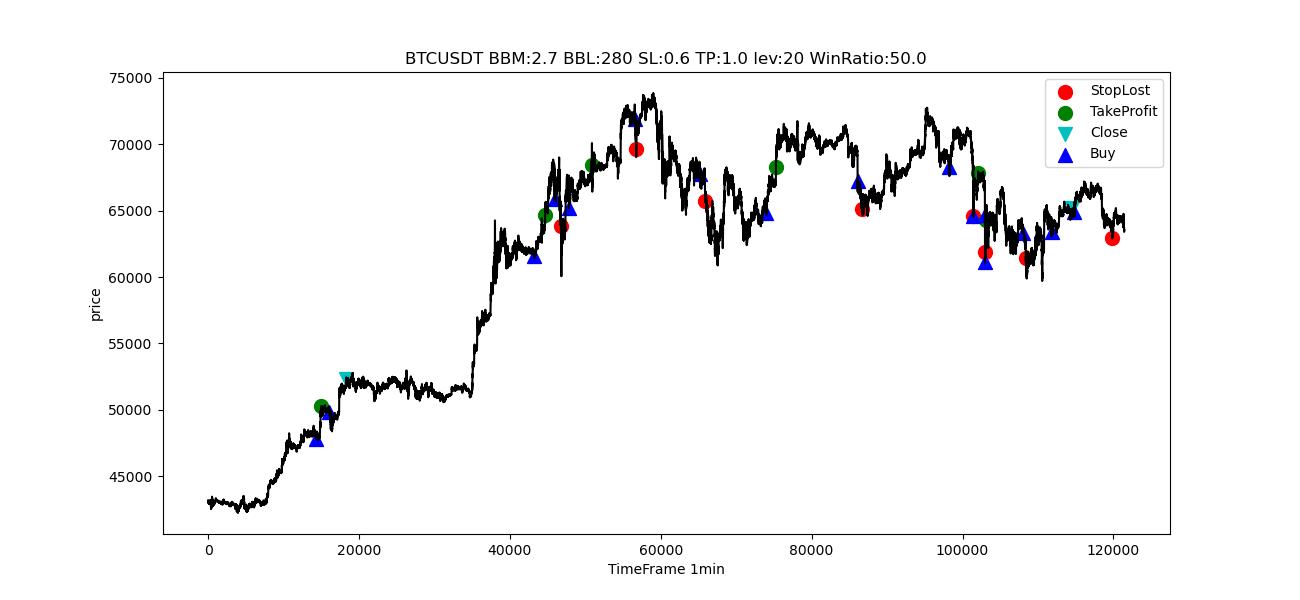 BTCUSDT BBM:2.7 BBL:280 SL:0.6 TP:1.0 lev:20 WinRatio:50.0
75000
70000
65000
60000
55000
50000
45000
price
StopLost
TakeProfit
Close
Buy
0 20000 40000 60000 80000 100000 120000
TimeFrame 1min